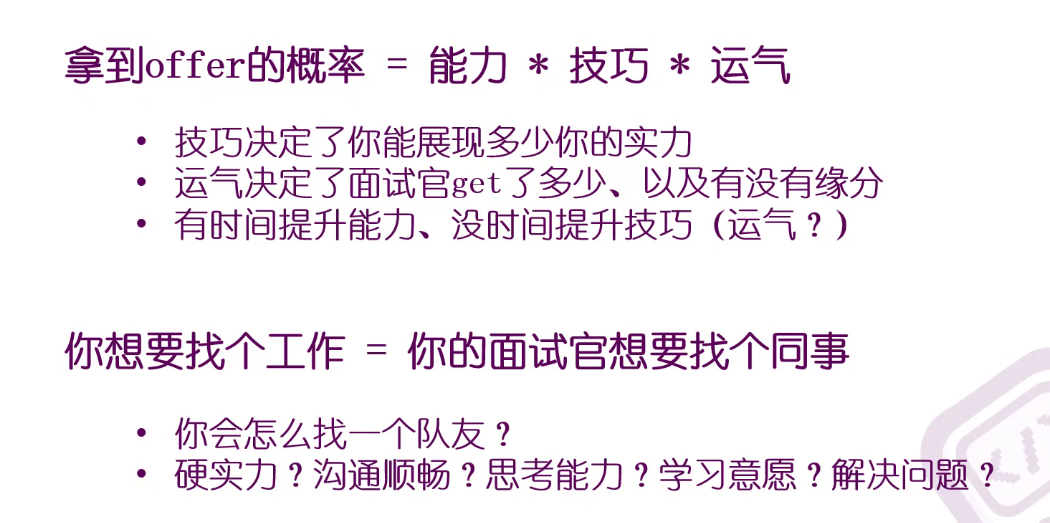 拿到offer的概率 = 能力 * 技巧 * 运气
• 技巧决定了你能展现多少你的实力
• 运气决定了面试官get了多少、以及有没有缘分
• 有时间提升能力、没时间提升技巧（运气？）
你想要找个工作 = 你的面试官想要找个同事
• 你会怎么找一个队友？
• 硬实力？沟通顺畅？思考能力？学习意愿？解决问题？